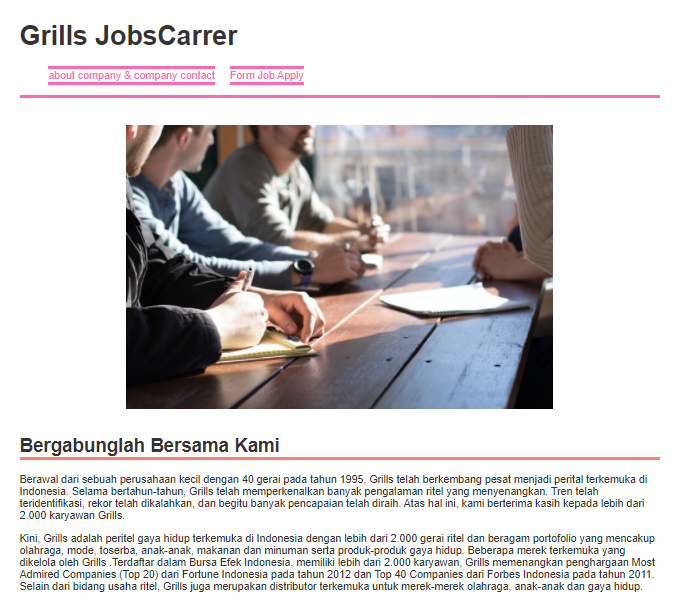 Grills JobsCarrer
about company & company contact Form Job Apply
Bergabunglah Bersama Kami
Berawal dari sebuah perusahaan kecil dengan 40 gerai pada tahun 1995, Grills telah berkembang pesat menjadi perital terkemuka di
Indonesia. Selama bertahun-tahun, Grills telah memperkenalkan banyak pengalaman ritel yang menyenangkan. Tren telah
teridentifikasi, rekor telah dikalahkan, dan begitu banyak pencapaian telah diraih. Atas hal ini, kami berterima kasih kepada lebih dari
2.000 karyawan Grills.
Kini, Grills adalah peritel gaya hidup terkemuka di Indonesia dengan lebih dari 2.000 gerai ritel dan beragam portofolio yang mencakup
olahraga, mode, toserba, anak-anak, makanan dan minuman serta produk-produk gaya hidup. Beberapa merek terkemuka yang
dikelola oleh Grills .Terdaftar dalam Bursa Efek Indonesia, memiliki lebih dari 2.000 karyawan, Grills memenangkan penghargaan Most
Admired Companies (Top 20) dari Fortune Indonesia pada tahun 2012 dan Top 40 Companies dari Forbes Indonesia pada tahun 2011.
Selain dari bidang usaha ritel, Grills juga merupakan distributor terkemuka untuk merek-merek olahraga, anak-anak dan gaya hidup.